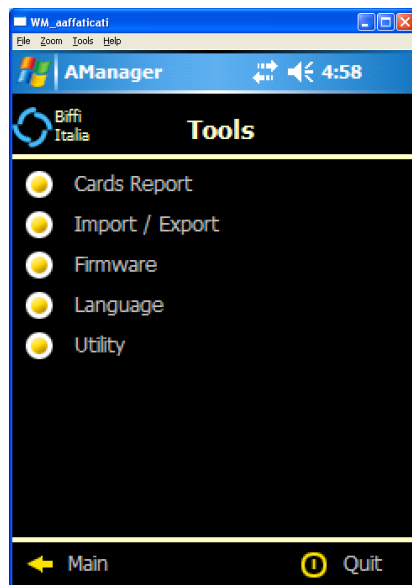 WM_aaffaticati
File Zoom Tools Help
AManager 4:58
Biffi
Italia
Tools
Cards Report
Import / Export
Firmware
Language
Utility
Main Quit